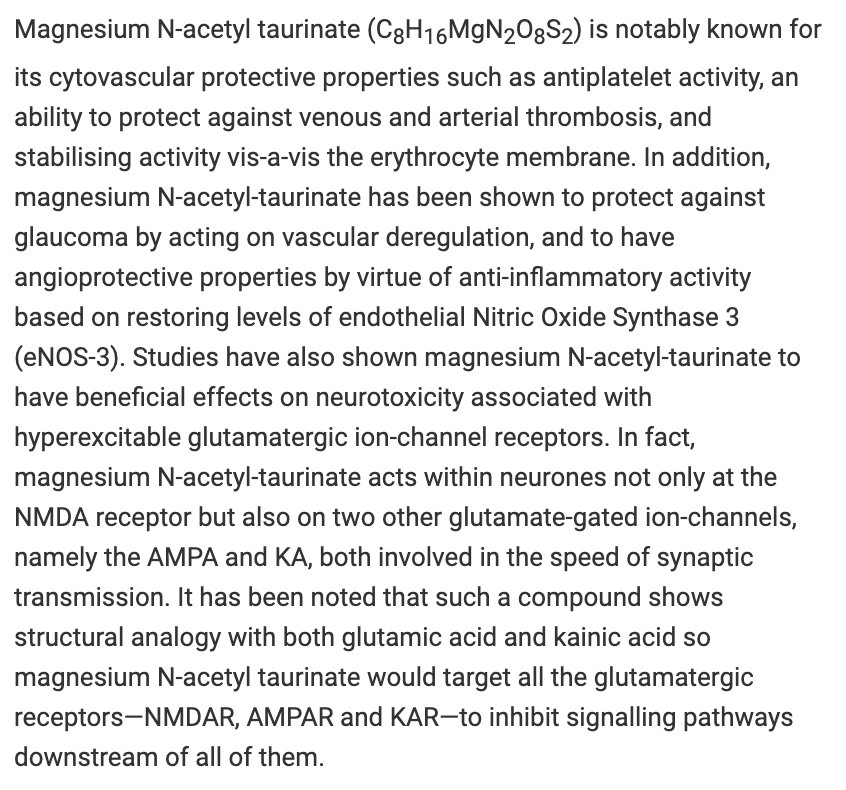 Magnesium N-acetyl taurinate (C₈H₁₆MgN₂O₈S₂) is notably known for
its cytovascular protective properties such as antiplatelet activity, an
ability to protect against venous and arterial thrombosis, and
stabilising activity vis-a-vis the erythrocyte membrane. In addition,
magnesium N-acetyl-taurinate has been shown to protect against
glaucoma by acting on vascular deregulation, and to have
angioprotective properties by virtue of anti-inflammatory activity
based on restoring levels of endothelial Nitric Oxide Synthase 3
(eNOS-3). Studies have also shown magnesium N-acetyl-taurinate to
have beneficial effects on neurotoxicity associated with
hyperexcitable glutamatergic ion-channel receptors. In fact,
magnesium N-acetyl-taurinate acts within neurones not only at the
NMDA receptor but also on two other glutamate-gated ion-channels,
namely the AMPA and KA, both involved in the speed of synaptic
transmission. It has been noted that such a compound shows
structural analogy with both glutamic acid and kainic acid so
magnesium N-acetyl taurinate would target all the glutamatergic
receptors—NMDAR, AMPAR and KAR—to inhibit signalling pathways
downstream of all of them.